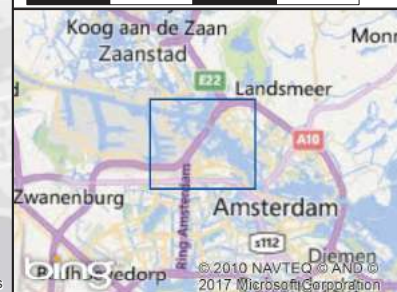 Koog aan de Zaan
Zaanstad
E22
Landsmeer
A10
Zwanenburg
Ring Amsterdam
Amsterdam
s112
Diemen
P
bing
© 2010 NAVTEQ © AND ©
2017 Microsoft Corporation
s